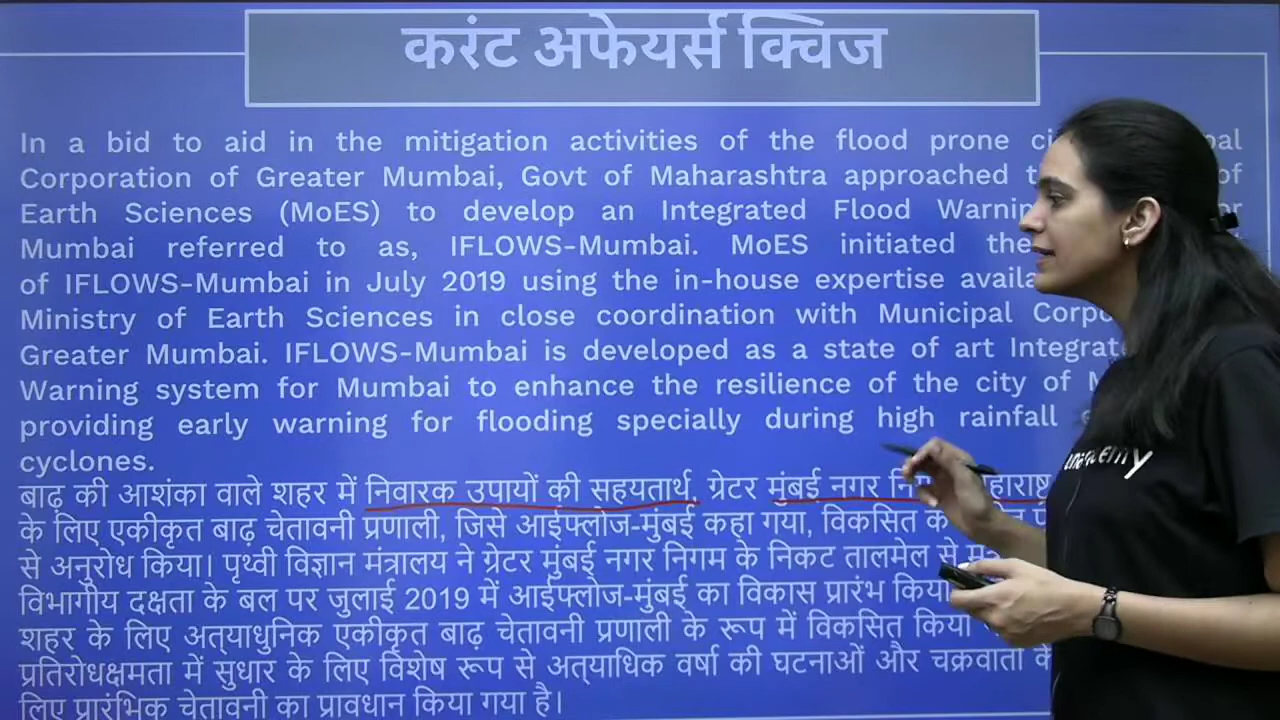 करंट अफेयर्स क्विज
In a bid to aid in the mitigation activities of the flood prone
Corporation of Greater Mumbai, Govt of Maharashtra approached of
Earth Sciences (MoES) to develop an Integrated Flood
Mumbai referred to as, IFLOWS-Mumbai. MoES initiated the
of IFLOWS-Mumbai in July 2019 using the in-house expertise
Ministry of Earth Sciences in close coordination with Municipal
Greater Mumbai. IFLOWS-Mumbai is developed as a state of art
Warning system for Mumbai to enhance the resilience of the city of
providing early warning for flooding specially during high rainfall
cyclones.
बाढ़ की आशंका वाले शहर में निवारक उपायों की सहयतार्थ, ग्रेटर मुंबई नगर
के लिए एकीकृत बाढ़ चेतावनी प्रणाली, जिसे आईफ्लोज-मुंबई कहा गया, विकसित
से अनुरोध किया। पृथ्वी विज्ञान मंत्रालय ने ग्रेटर मुंबई नगर निगम के निकट तालमेल से
विभागीय दक्षता के बल पर जुलाई 2019 में आईफ्लोज-मुंबई का विकास प्रारंभ किया
शहर के लिए अत्याधुनिक एकीकृत बाढ़ चेतावनी प्रणाली के रूप में विकसित किया
प्रतिरोधक्षमता में सुधार के लिए विशेष रूप से अत्याधिक वर्षा की घटनाओं और चक्रवातों
लिए प्रारंभिक चेतावनी का प्रावधान किया गया है।